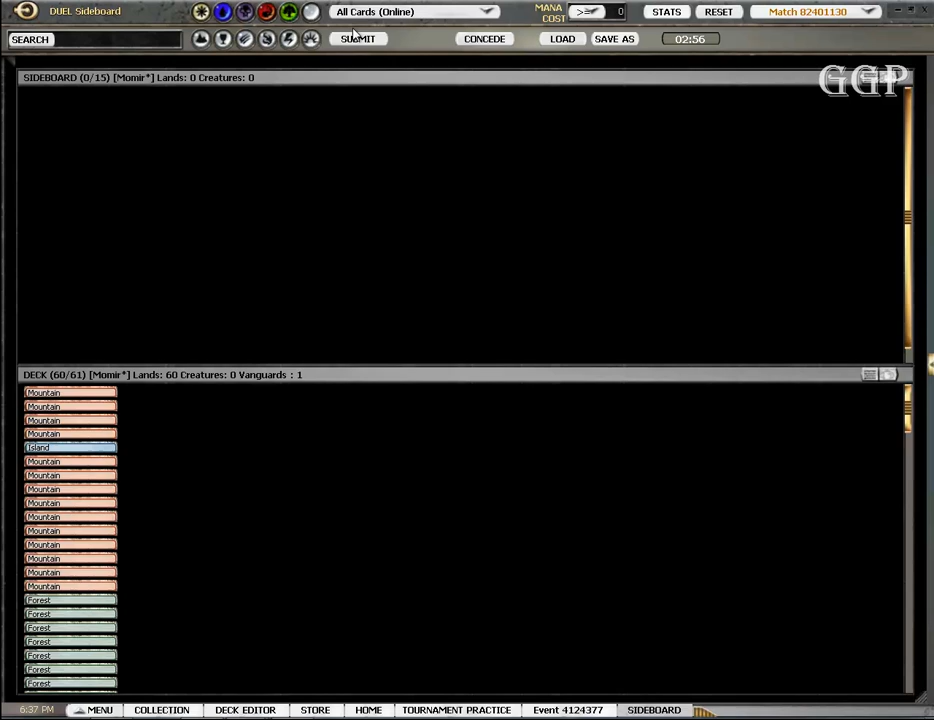 DUEL Sideboard
All Cards (Online)
MANA COST
>=
0
STATS
RESET
Match 82401130
SEARCH
SUBMIT
CONCEDE
LOAD
SAVE AS
02:56
SIDEBOARD (0/15) [Momir*] Lands: 0 Creatures: 0
GGP
DECK (60/61) [Momir*] Lands: 60 Creatures: 0 Vanguards : 1
Mountain
Mountain
Mountain
Mountain
Island
Mountain
Mountain
Mountain
Mountain
Mountain
Mountain
Mountain
Mountain
Mountain
Mountain
Forest
Forest
Forest
Forest
Forest
Forest
Forest
6:37 PM
MENU
COLLECTION
DECK EDITOR
STORE
HOME
TOURNAMENT PRACTICE
Event 4124377
SIDEBOARD